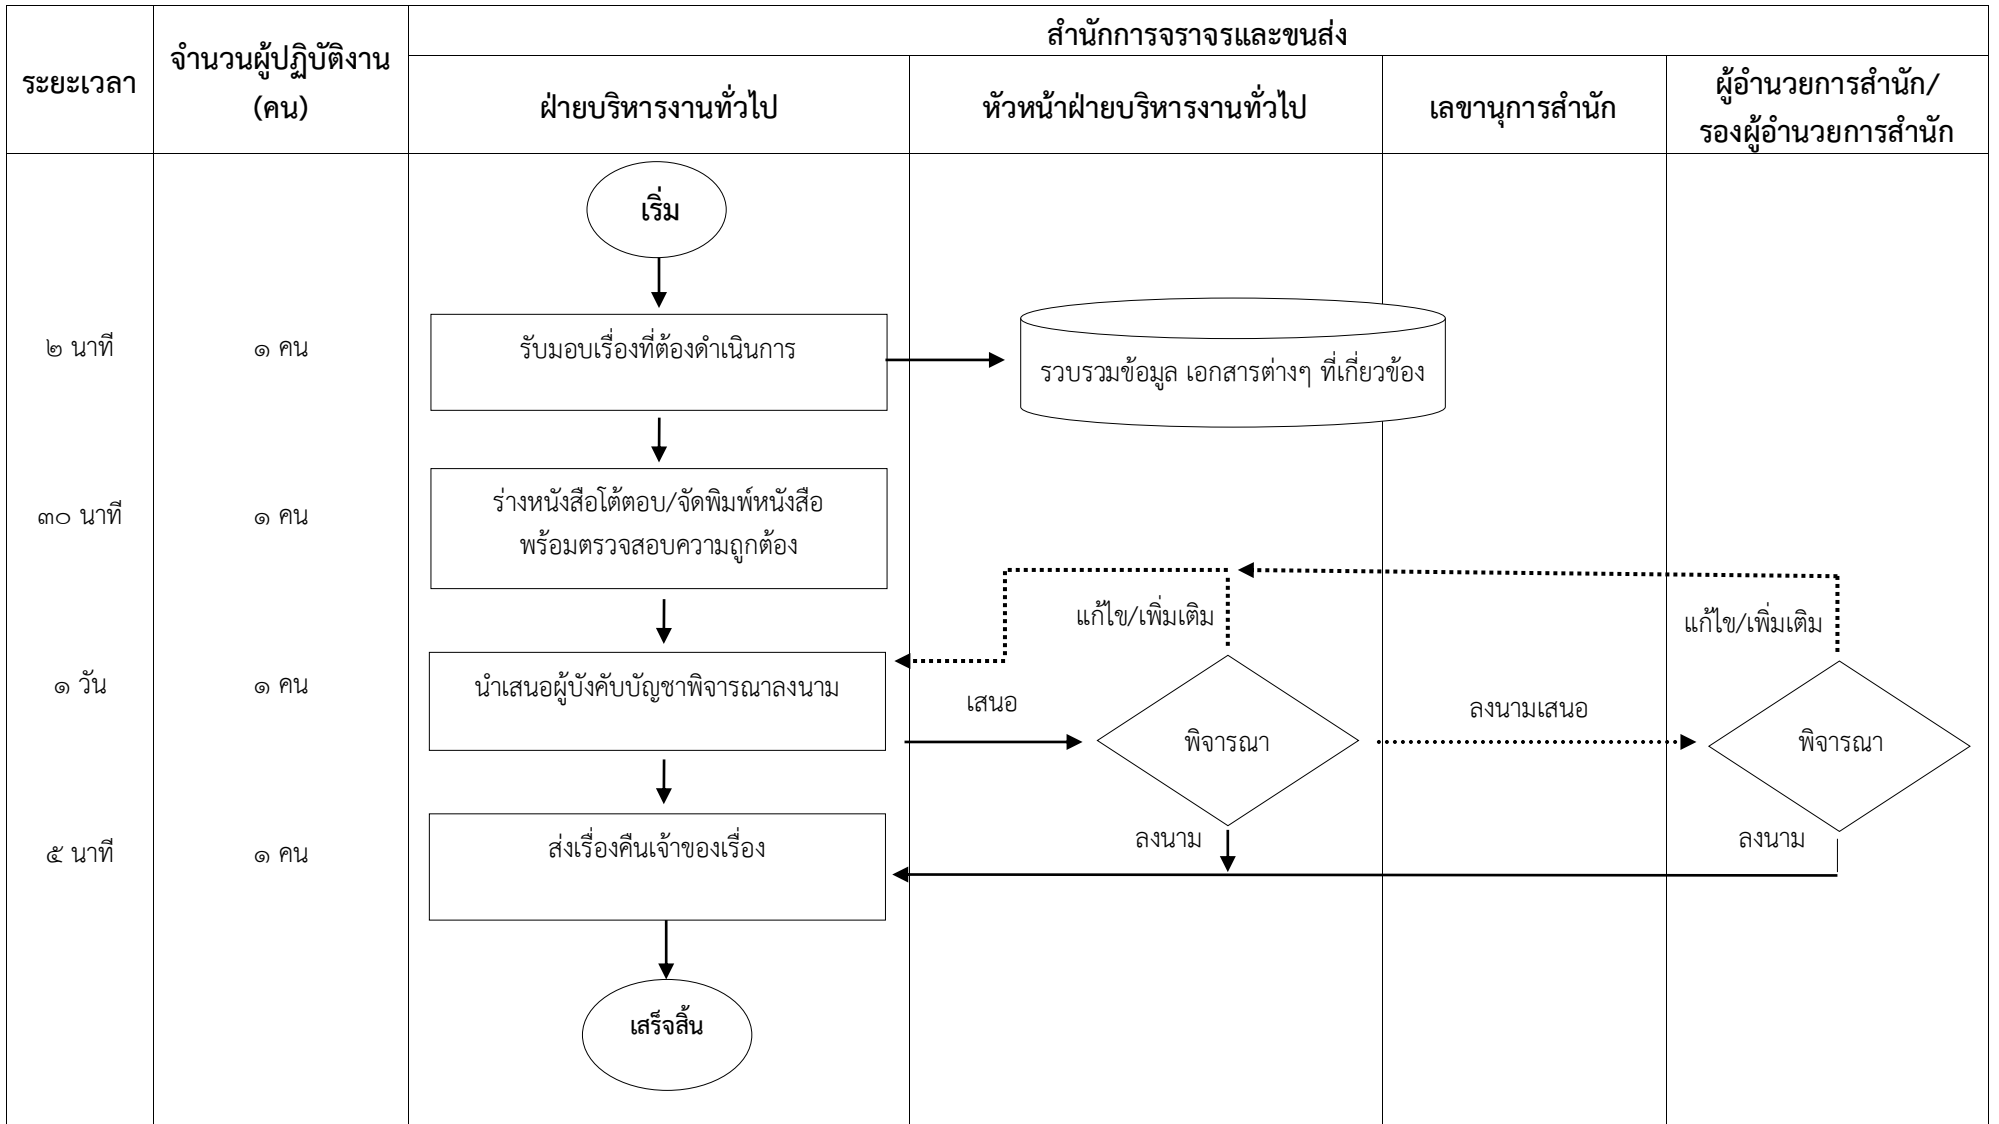 สำนักการจราจรและขนส่ง
ระยะเวลา
จำนวนผู้ปฏิบัติงาน
(คน)
ฝ่ายบริหารงานทั่วไป
หัวหน้าฝ่ายบริหารงานทั่วไป
เลขานุการสำนัก
ผู้อำนวยการสำนัก/
รองผู้อำนวยการสำนัก
เริ่ม
๒ นาที
๑ คน
รับมอบเรื่องที่ต้องดำเนินการ
รวบรวมข้อมูล เอกสารต่างๆ ที่เกี่ยวข้อง
๓๐ นาที
๑ คน
ร่างหนังสือโต้ตอบ/จัดพิมพ์หนังสือ
พร้อมตรวจสอบความถูกต้อง
แก้ไข/เพิ่มเติม
แก้ไข/เพิ่มเติม
๑ วัน
๑ คน
นำเสนอผู้บังคับบัญชาพิจารณาลงนาม
เสนอ
พิจารณา
ลงนามเสนอ
พิจารณา
๕ นาที
๑ คน
ส่งเรื่องคืนเจ้าของเรื่อง
ลงนาม
ลงนาม
เสร็จสิ้น